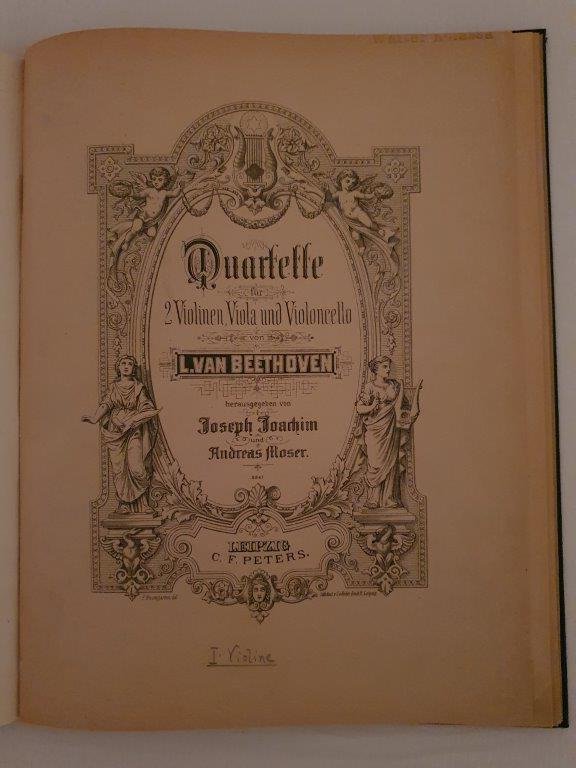 Quartette
für
2 Violinen, Viola und Violoncello
von
L. VAN BEETHOVEN
herausgegeben von
Joseph Joachim
und
Andreas Moser.
LEIPZIG
C. F. PETERS.
I. Violine